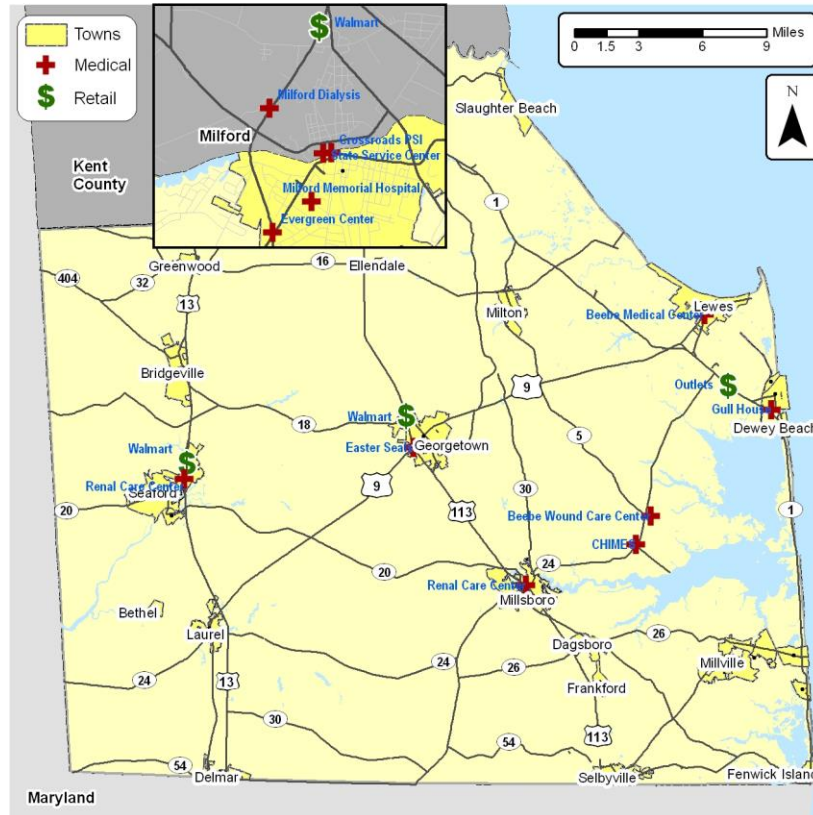 Towns
Medical
Retail
$
Walmart
$
Milford Dialysis
Milford
Crossroads PSI
State Service Center
Milford Memorial Hospital
Evergreen Center
0 1.5 3 6 9 Miles
N
Kent
County
Slaughter Beach
1
404
32
Greenwood
13
16
Ellendale
Milton
Lewes
Beebe Medical Center
Bridgeville
9
Outlets
$
Gull House
Dewey Beach
18
Walmart
$
Easter Seals
Georgetown
5
Walmart
$
Renal Care Center
Seaford
20
9
113
30
1
Beebe Wound Care Center
CHIMES
24
20
Renal Care Center
Millsboro
Bethel
Laurel
Dagsboro
26
Millville
24
13
24
26
Frankford
30
113
54
54
Delmar
Selbyville
Fenwick Island
Maryland